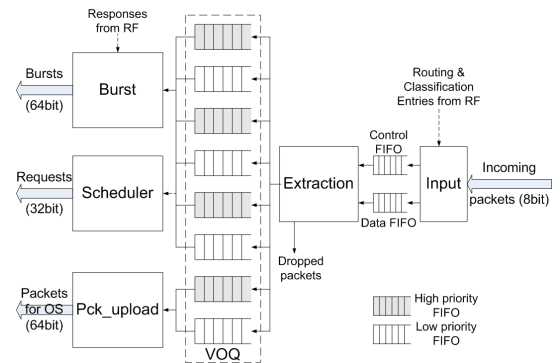 Responses
from RF
Bursts
(64bit)
Burst
Requests
(32bit)
Scheduler
Packets
for OS
(64bit)
Pck_upload
VOQ
Extraction
Dropped
packets
Control
FIFO
Data FIFO
Routing &
Classification
Entries from RF
Input
Incoming
packets (8bit)
High priority
FIFO
Low priority
FIFO